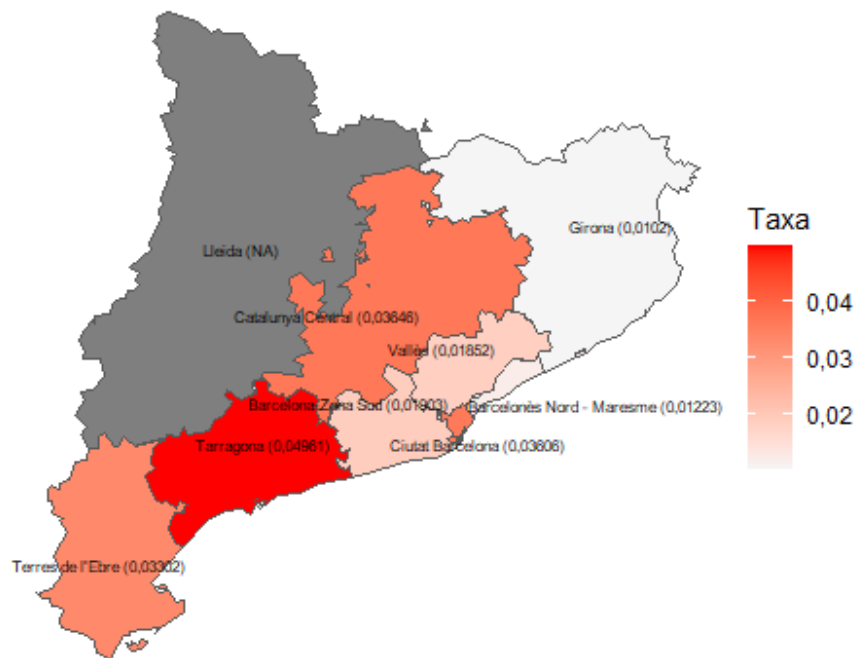 Taxa
Girona (0,0102)
Lleida (NA)
0,04
Catalunya Central (0,03646)
Vallès (0,01852)
0,03
Barcelona Zona Sud (0,01903)
Barcelonès Nord - Maresme (0,01223)
0,02
Tarragona (0,04961)
Ciutat Barcelona (0,03606)
Terres de l''Ebre (0,03302)